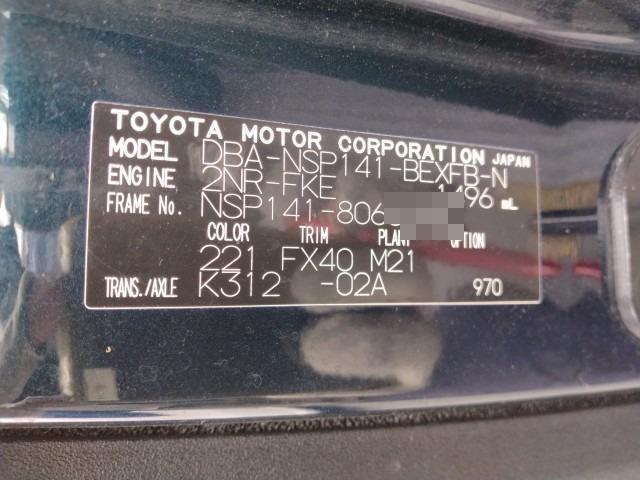 TOYOTA MOTOR CORPORATION JAPAN
MODEL DBA-NSP141-BEXFB-N
ENGINE 2NR-FKE 1496 mL
FRAME No. NSP141-806
COLOR TRIM PLANT OPTION
221 FX40 M21
TRANS./AXLE K312 -02A 970